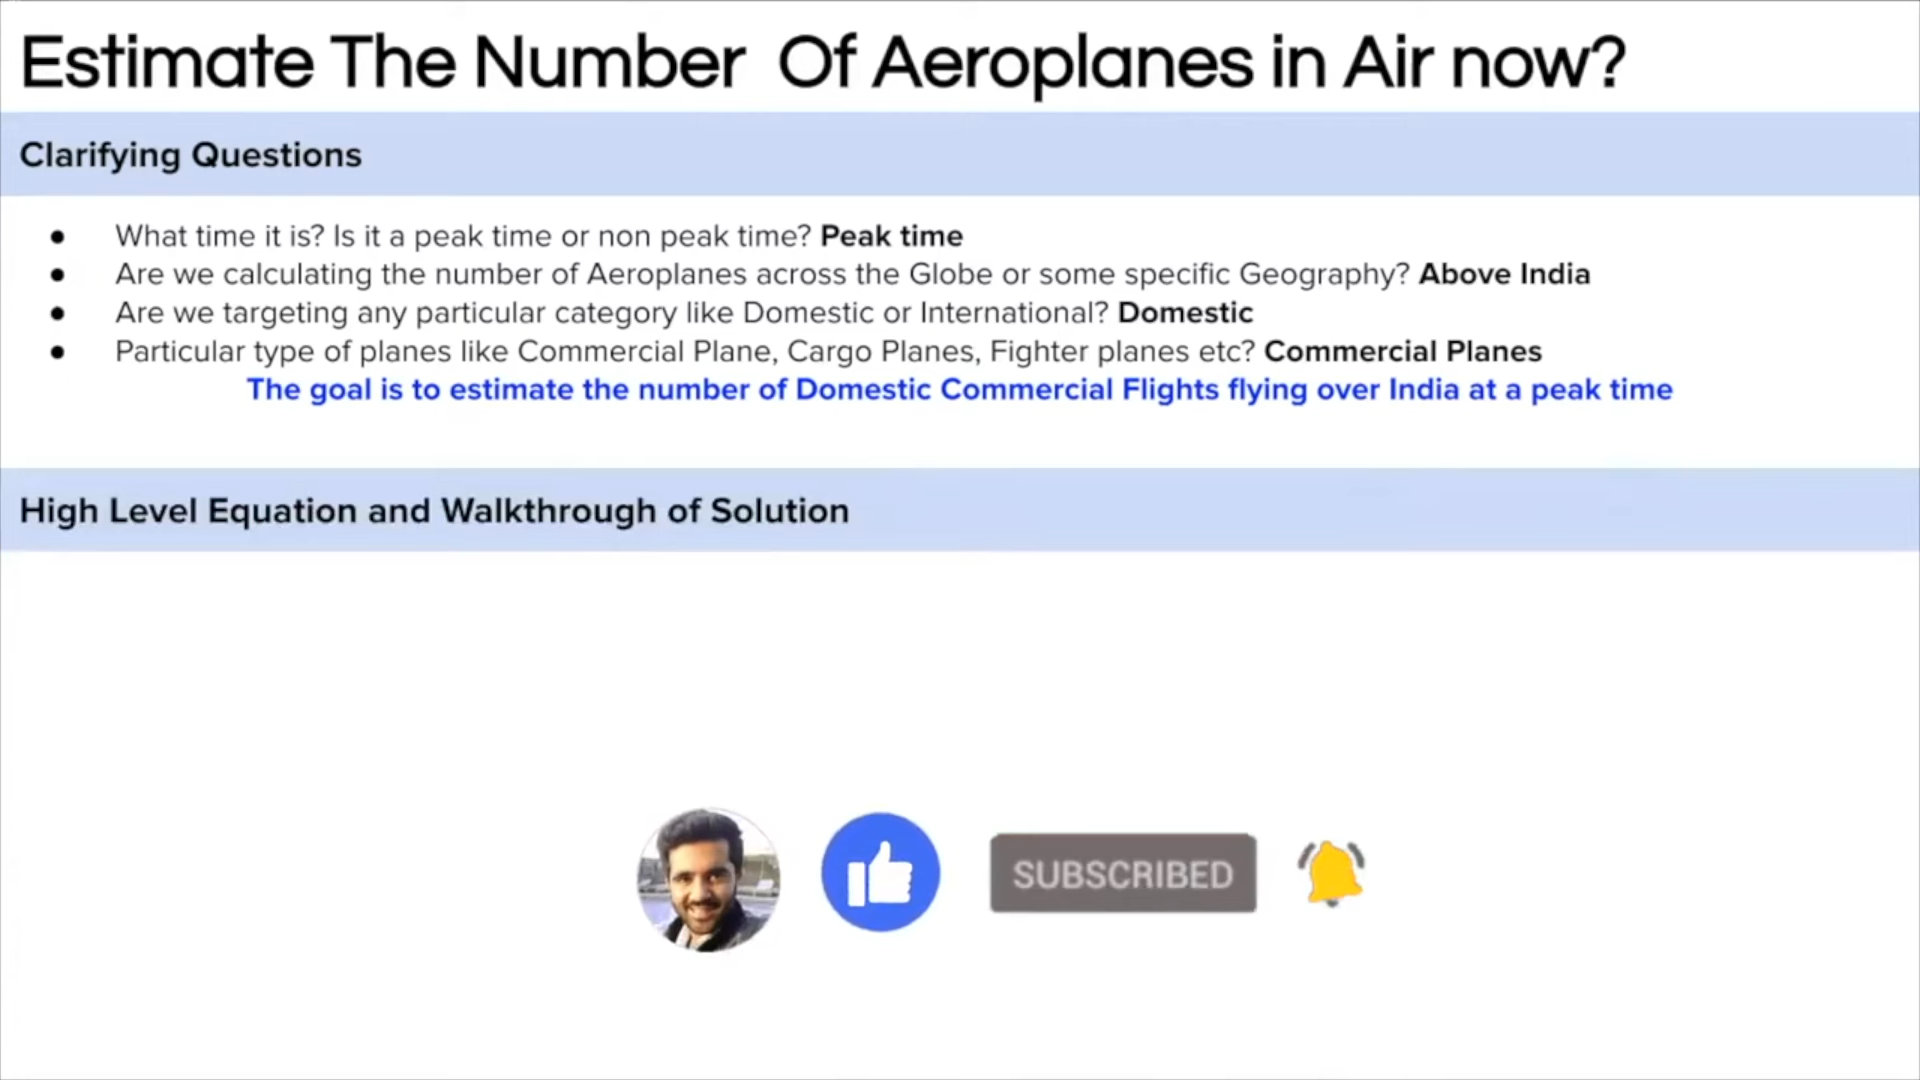 Estimate The Number Of Aeroplanes in Air now?
Clarifying Questions
● What time it is? Is it a peak time or non peak time? Peak time
● Are we calculating the number of Aeroplanes across the Globe or some specific Geography? Above India
● Are we targeting any particular category like Domestic or International? Domestic
● Particular type of planes like Commercial Plane, Cargo Planes, Fighter planes etc? Commercial Planes
The goal is to estimate the number of Domestic Commercial Flights flying over India at a peak time
High Level Equation and Walkthrough of Solution
SUBSCRIBED